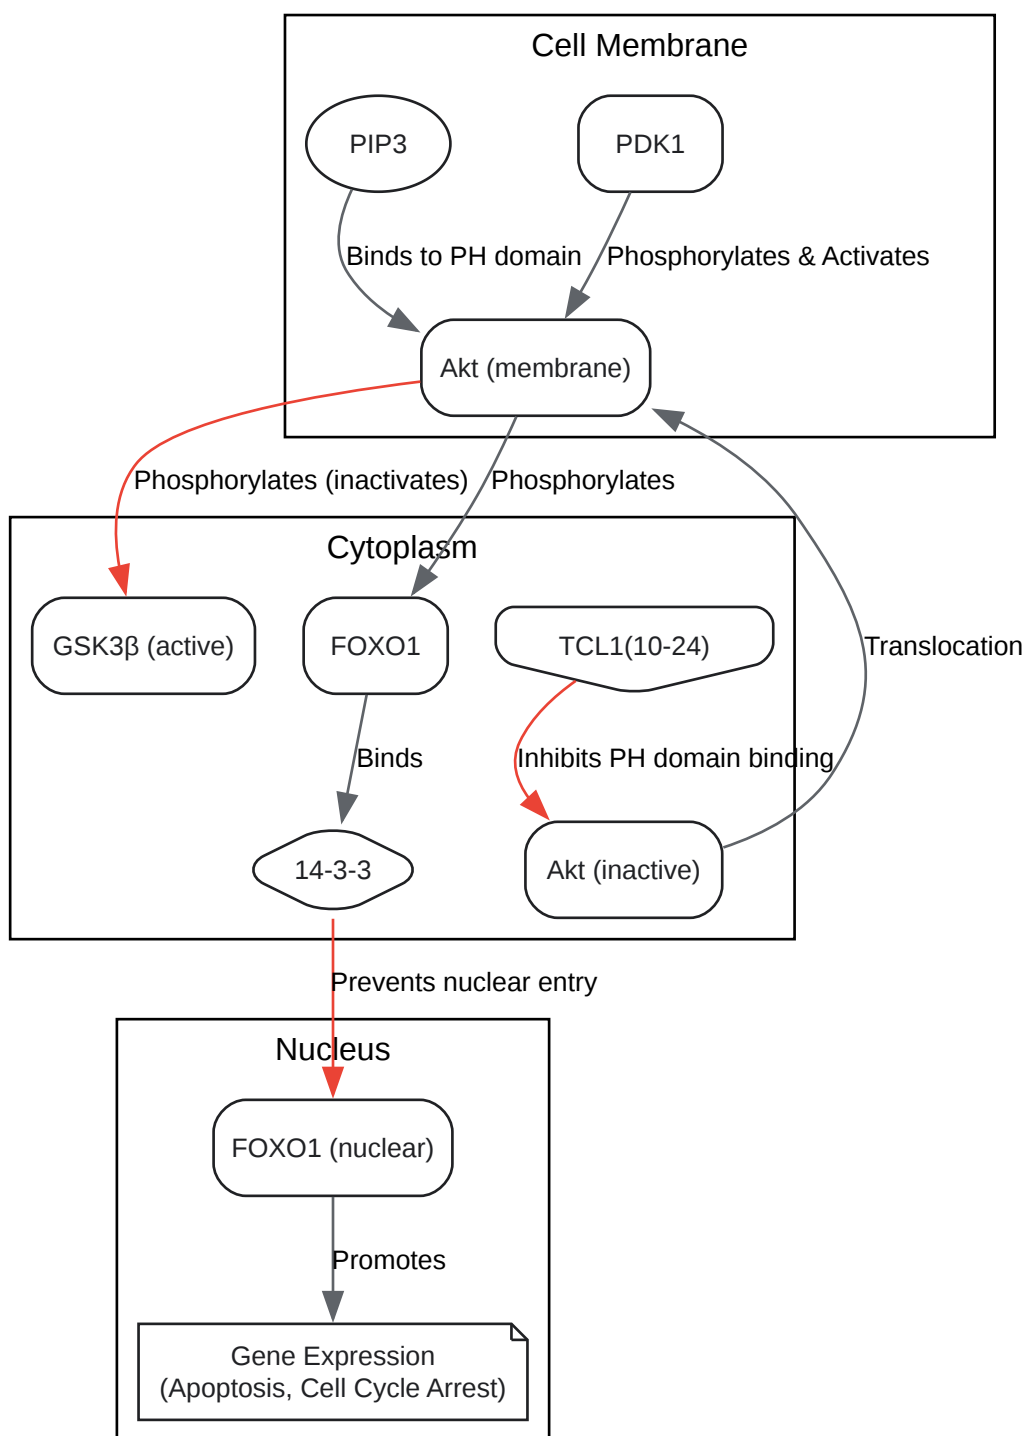 Cell Membrane
PIP3
PDK1
Binds to PH domain
Phosphorylates & Activates
Akt (membrane)
Phosphorylates (inactivates)
Phosphorylates
Cytoplasm
GSK3β (active)
FOXO1
TCL1(10-24)
Translocation
Binds
Inhibits PH domain binding
14-3-3
Akt (inactive)
Prevents nuclear entry
Nucleus
FOXO1 (nuclear)
Promotes
Gene Expression
(Apoptosis, Cell Cycle Arrest)